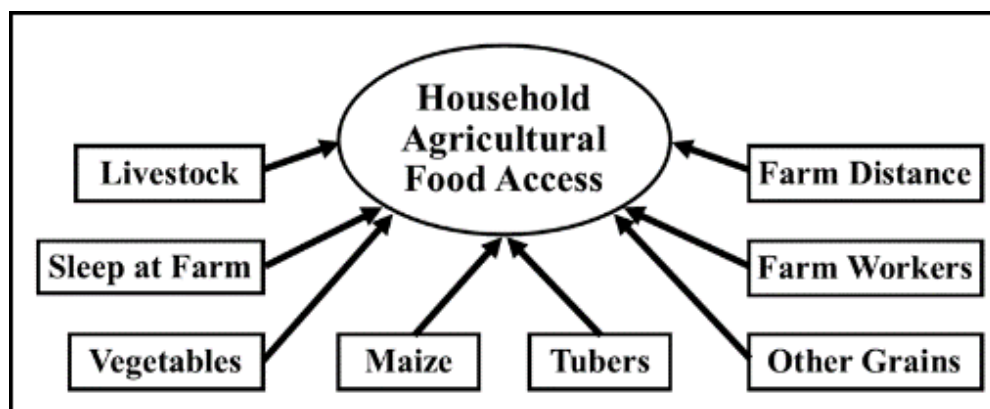 Household
Agricultural
Food Access
Livestock
Farm Distance
Sleep at Farm
Farm Workers
Vegetables
Maize
Tubers
Other Grains